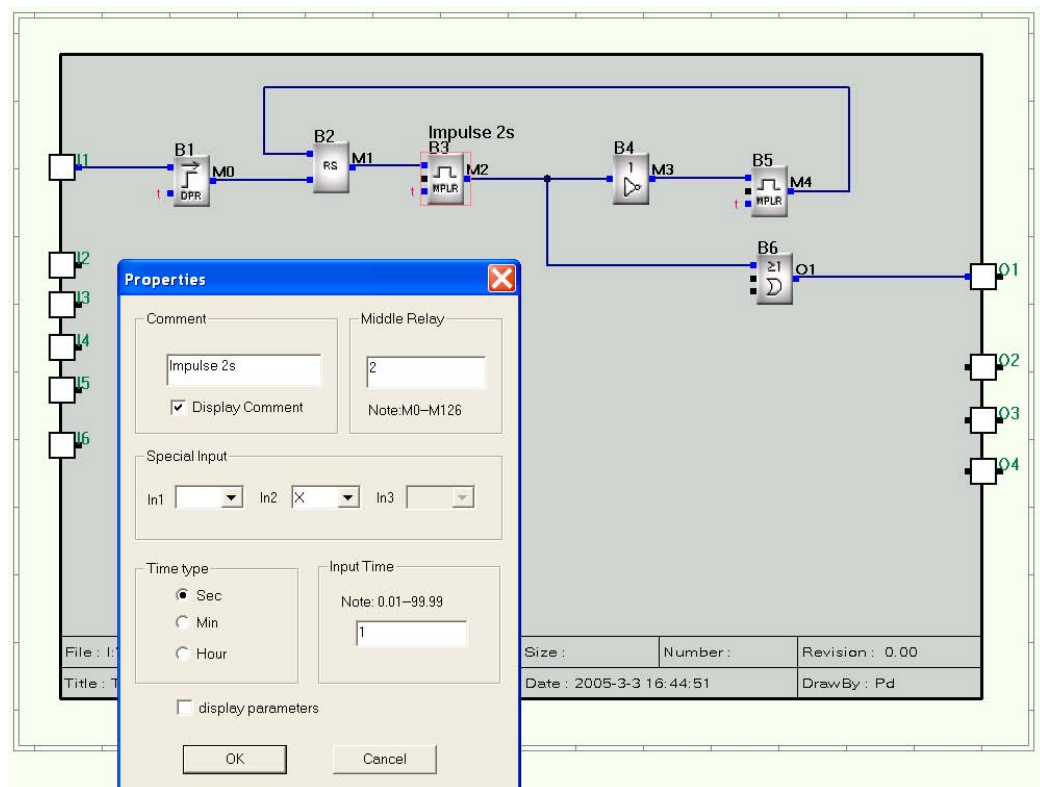 Impulse 2s
B1
B2
B3
B4
B5
B6
I1
DPR
t
M0
RS
M1
MPLR
t
M2
1
M3
MPLR
t
M4
≥1
O1
O1
I2
I3
I4
I5
I6
O2
O3
O4
Properties
Comment
Middle Relay
Impulse 2s
2
Display Comment
Note:M0-M126
Special Input
In1
In2 X
In3
Time type
Input Time
Sec
Note: 0.01-99.99
Min
1
Hour
display parameters
OK
Cancel
File : I:
Size :
Number :
Revision : 0.00
Title : T
Date : 2005-3-3 16:44:51
DrawBy : Pd